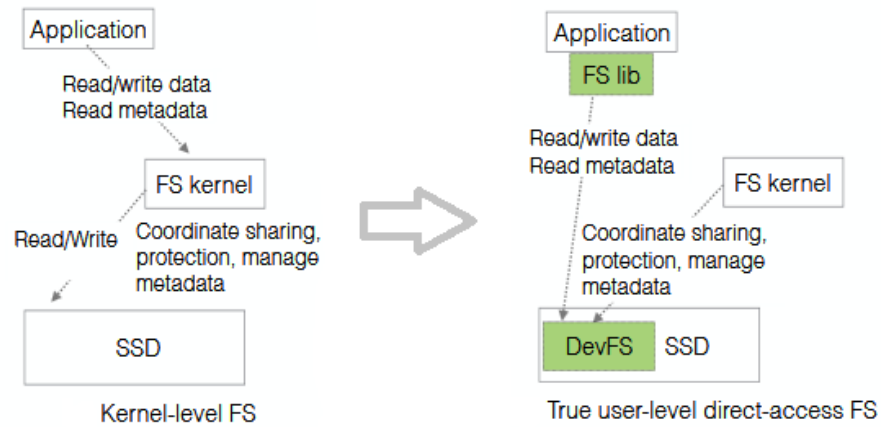 Application
Read/write data
Read metadata
FS kernel
Read/Write
Coordinate sharing,
protection, manage
metadata
SSD
Kernel-level FS
Application
FS lib
Read/write data
Read metadata
FS kernel
Coordinate sharing,
protection, manage
metadata
DevFS
SSD
True user-level direct-access FS